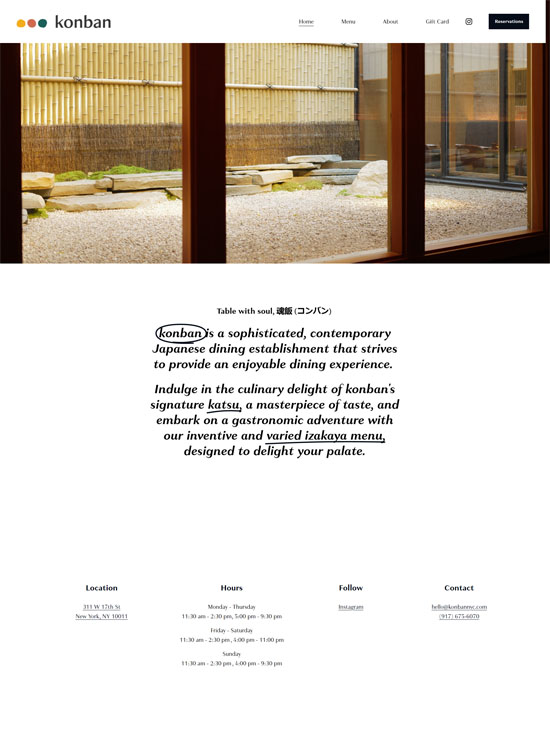 konban
Home Menu About Gift Card Reservations
Table with soul, 魂飯 (コンバン)
konban is a sophisticated, contemporary
Japanese dining establishment that strives
to provide an enjoyable dining experience.
Indulge in the culinary delight of konban's
signature katsu, a masterpiece of taste, and
embark on a gastronomic adventure with
our inventive and varied izakaya menu,
designed to delight your palate.
Location
311 W 17th St
New York, NY 10011
Hours
Monday - Thursday
11:30 am - 2:30 pm, 5:00 pm - 9:30 pm
Friday - Saturday
11:30 am - 2:30 pm, 4:00 pm - 11:00 pm
Sunday
11:30 am - 2:30 pm, 4:00 pm - 9:30 pm
Follow
Instagram
Contact
hello@konbannyc.com
(917) 675-6070